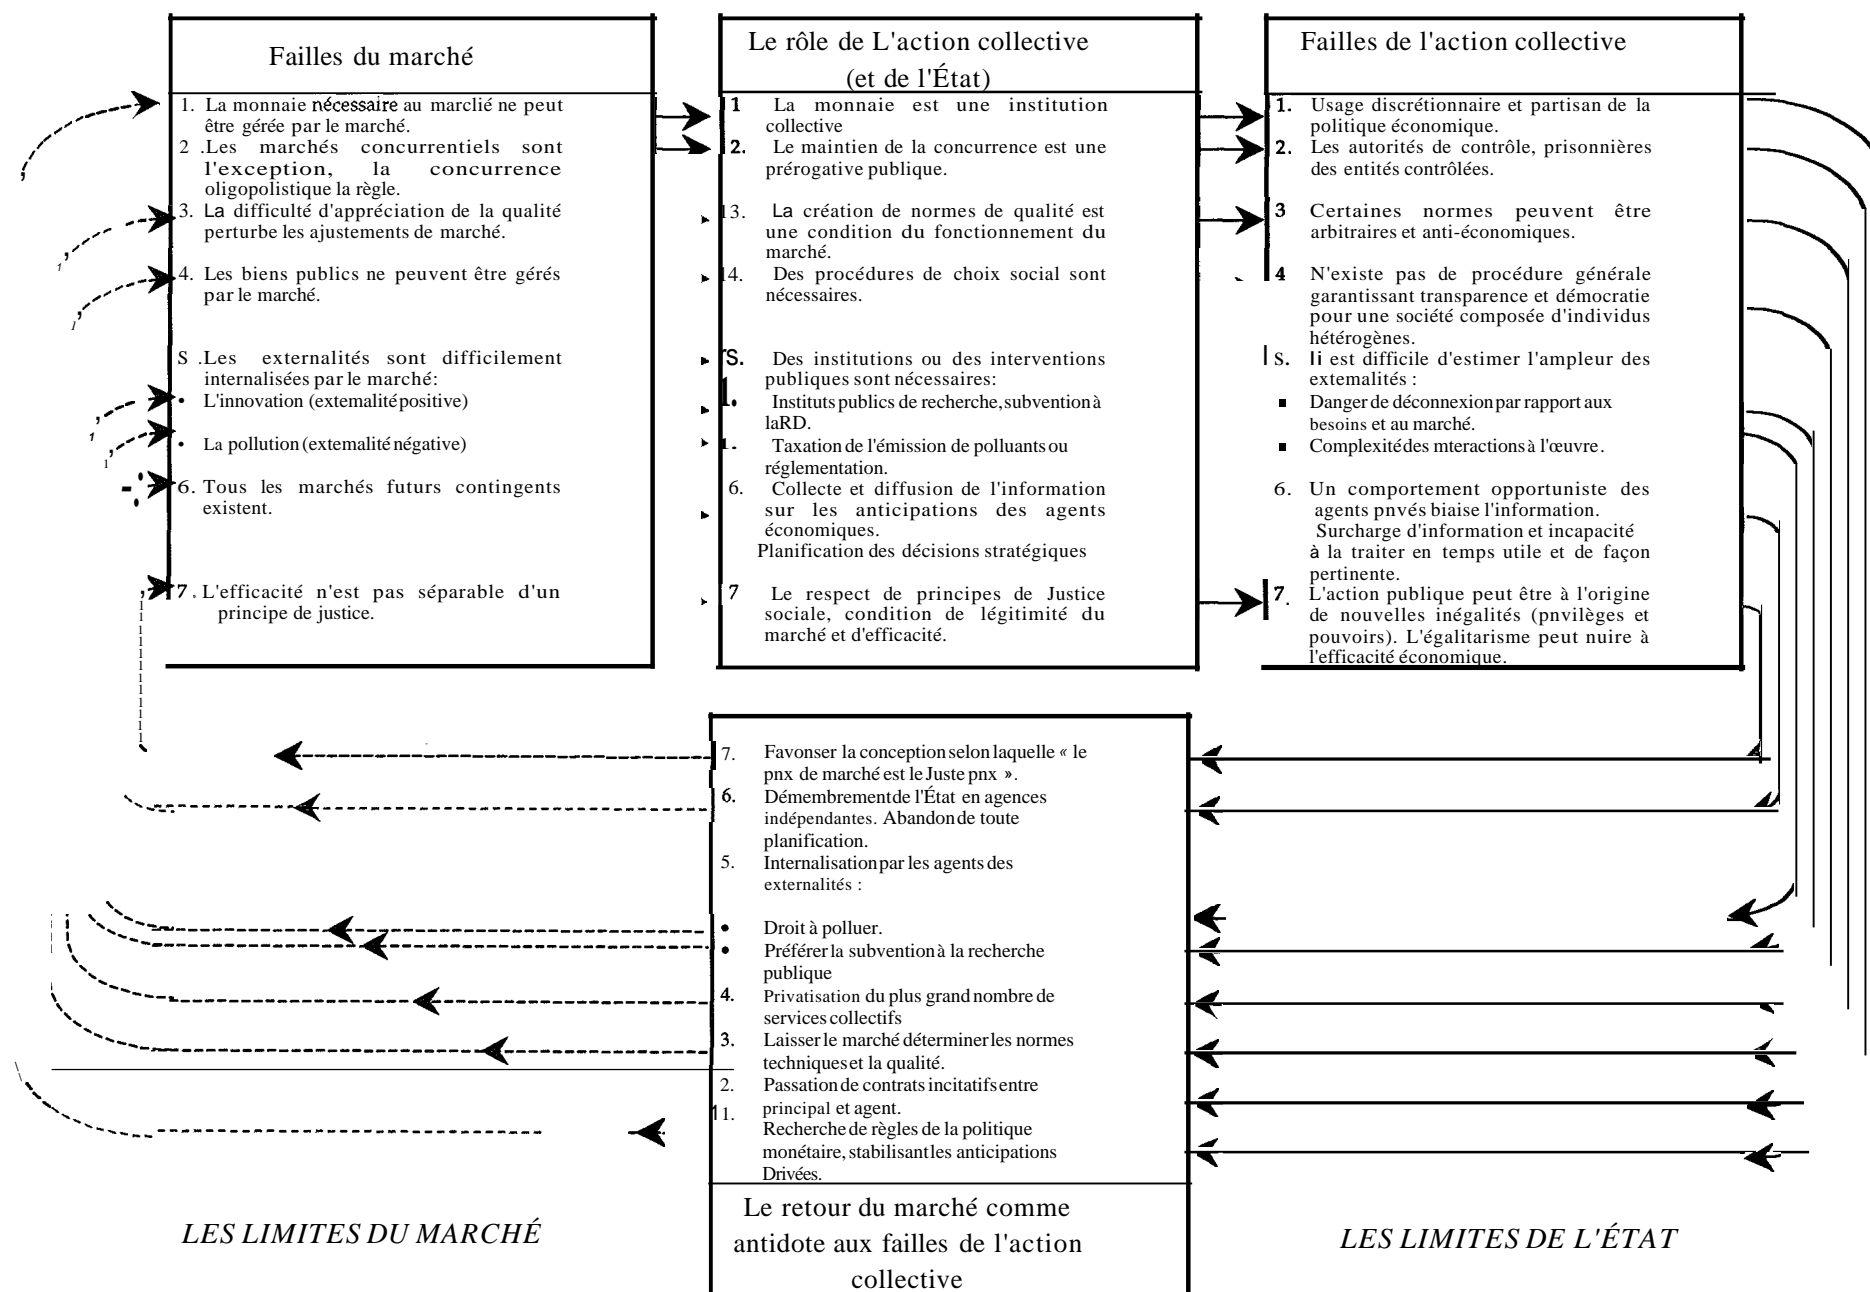 Failles du marché
1. La monnaie nécessaire au marclié ne peut
être gérée par le marché.
2 .Les marchés concurrentiels sont
l'exception, la concurrence
oligopolistique la règle.
3. La difficulté d'appréciation de la qualité
perturbe les ajustements de marché.
4. Les biens publics ne peuvent être gérés
par le marché.
S .Les externalités sont difficilement
internalisées par le marché:
• L'innovation (extemalité positive)
• La pollution (extemalité négative)
6. Tous les marchés futurs contingents
existent.
7. L'efficacité n'est pas séparable d'un
principe de justice.
Le rôle de L'action collective
(et de l'État)
1 La monnaie est une institution
collective
2. Le maintien de la concurrence est une
prérogative publique.
13. La création de normes de qualité est
une condition du fonctionnement du
marché.
14. Des procédures de choix social sont
nécessaires.
S. Des institutions ou des interventions
publiques sont nécessaires:
1. Instituts publics de recherche, subvention à
laRD.
1. Taxation de l'émission de polluants ou
réglementation.
6. Collecte et diffusion de l'information
sur les anticipations des agents
économiques.
Planification des décisions stratégiques
7 Le respect de principes de Justice
sociale, condition de légitimité du
marché et d'efficacité.
Failles de l'action collective
1. Usage discrétionnaire et partisan de la
politique économique.
2. Les autorités de contrôle, prisonnières
des entités contrôlées.
3 Certaines normes peuvent être
arbitraires et anti-économiques.
4 N'existe pas de procédure générale
garantissant transparence et démocratie
pour une société composée d'individus
hétérogènes.
S. Ii est difficile d'estimer l'ampleur des
extemalités :
▪ Danger de déconnexion par rapport aux
besoins et au marché.
▪ Complexité des mteractions à l'œuvre.
6. Un comportement opportuniste des
agents pnvés biaise l'information.
Surcharge d'information et incapacité
à la traiter en temps utile et de façon
pertinente.
7. L'action publique peut être à l'origine
de nouvelles inégalités (pnvilèges et
pouvoirs). L'égalitarisme peut nuire à
l'efficacité économique.
7. Favonser la conception selon laquelle « le
pnx de marché est le Juste pnx ».
6. Démembrement de l'État en agences
indépendantes. Abandon de toute
planification.
5. Internalisation par les agents des
externalités :
• Droit à polluer.
• Préférer la subvention à la recherche
publique
4. Privatisation du plus grand nombre de
services collectifs
3. Laisser le marché déterminer les normes
techniques et la qualité.
2. Passation de contrats incitatifs entre
principal et agent.
11. Recherche de règles de la politique
monétaire, stabilisant les anticipations
Drivées.
Le retour du marché comme
antidote aux failles de l'action
collective
LES LIMITES DU MARCHÉ
LES LIMITES DE L'ÉTAT